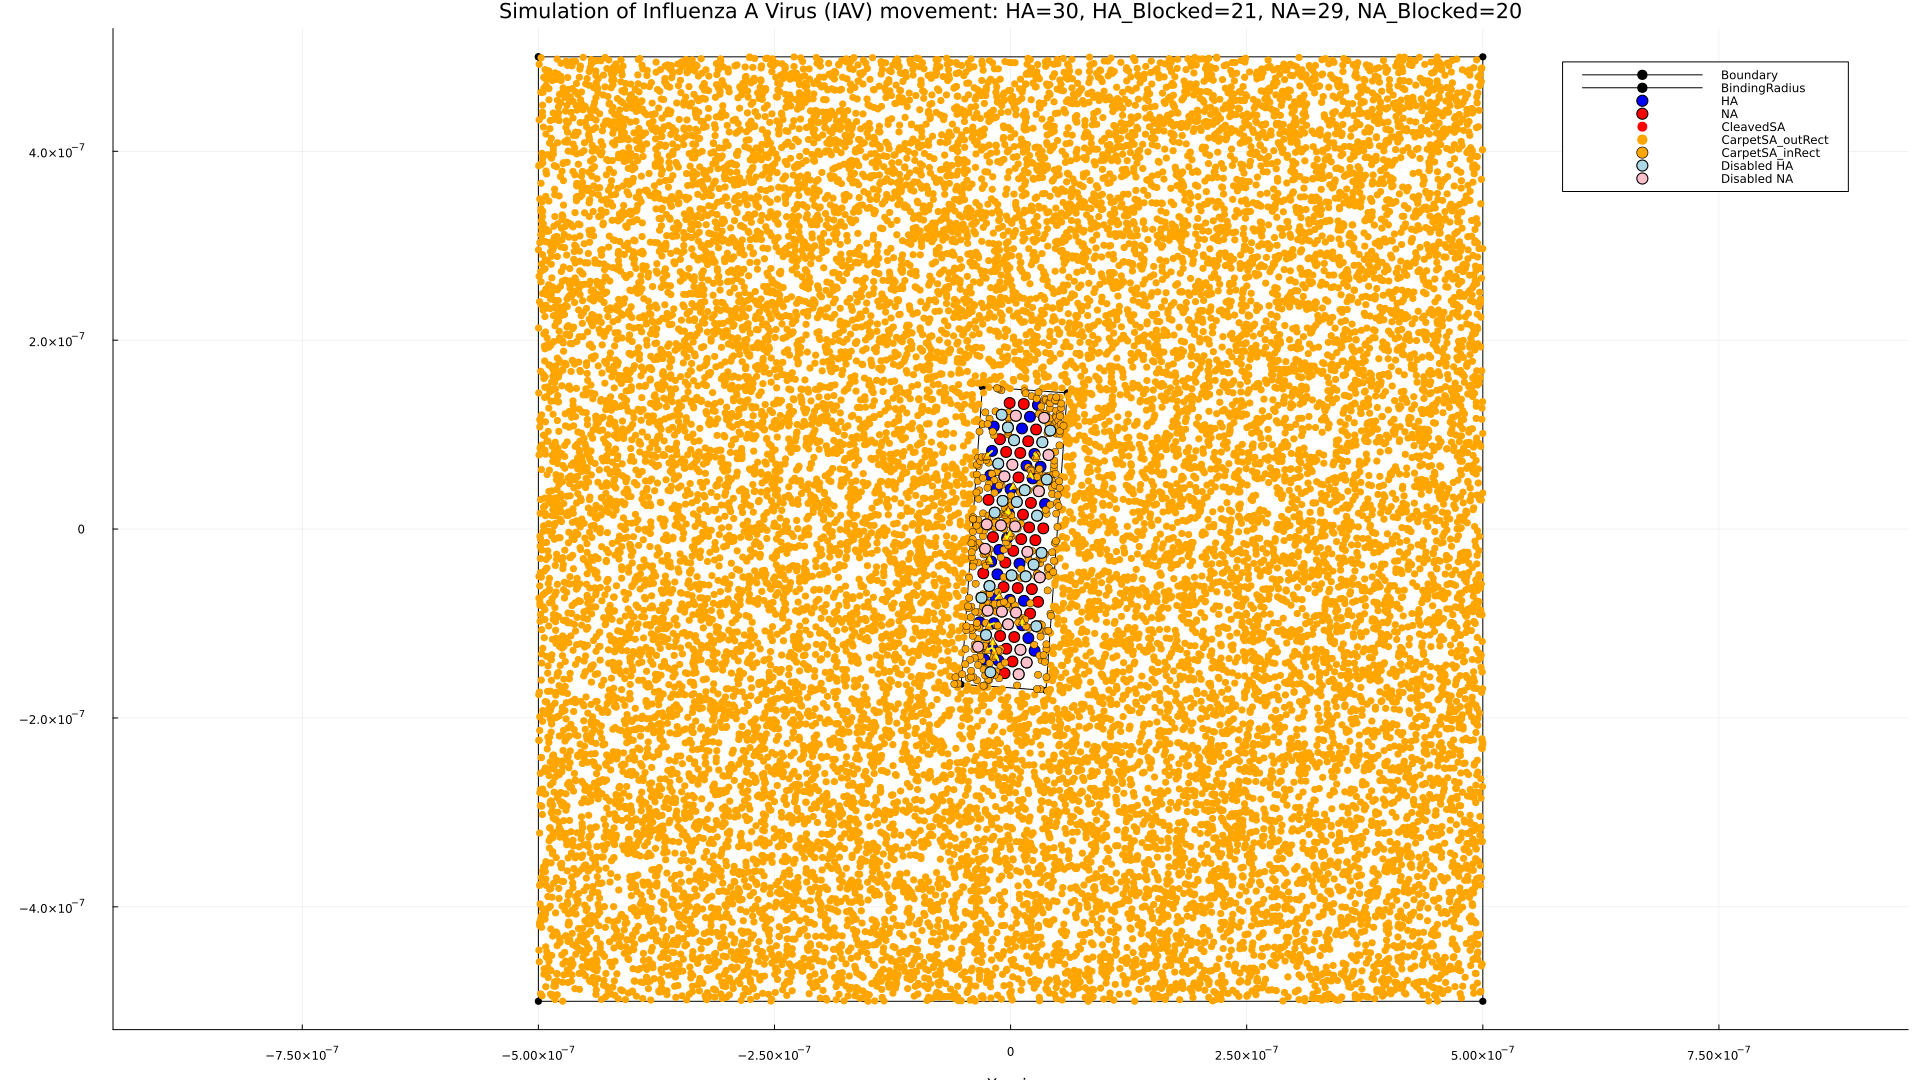 Simulation of Influenza A Virus (IAV) movement: HA=30, HA_Blocked=21, NA=29, NA_Blocked=20
Boundary
BindingRadius
HA
NA
CleavedSA
CarpetSA_outRect
CarpetSA_inRect
Disabled HA
Disabled NA
4.0×10⁻⁷
2.0×10⁻⁷
0
−2.0×10⁻⁷
−4.0×10⁻⁷
−7.50×10⁻⁷ −5.00×10⁻⁷ −2.50×10⁻⁷ 0 2.50×10⁻⁷ 5.00×10⁻⁷ 7.50×10⁻⁷